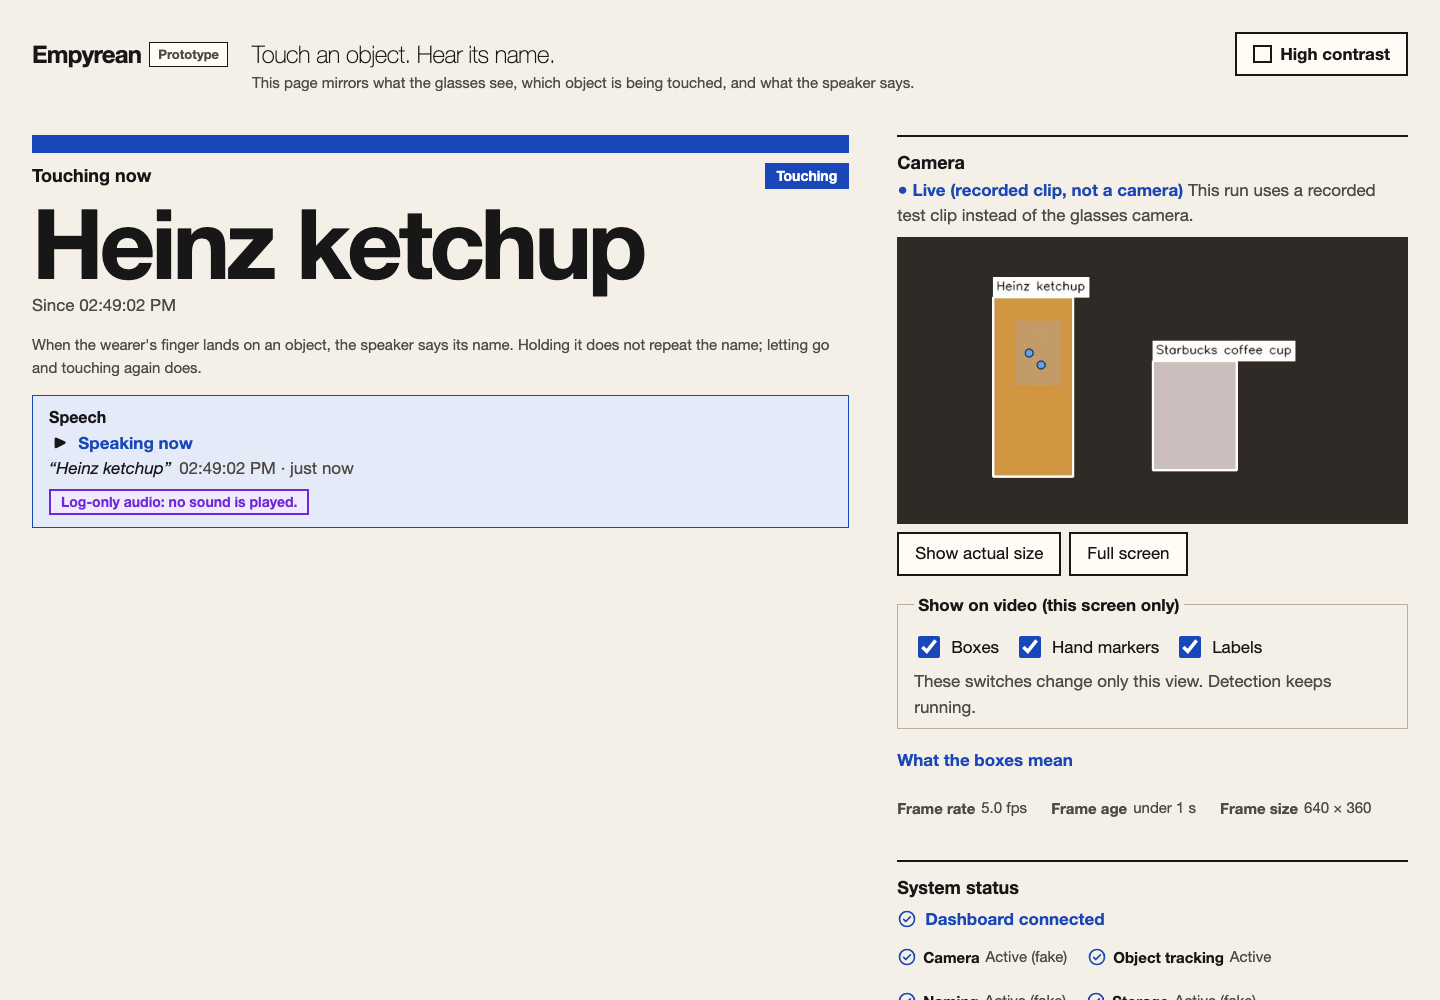 Empyrean
Prototype
Touch an object. Hear its name.
This page mirrors what the glasses see, which object is being touched, and what the speaker says.
High contrast
Touching now
Touching
Heinz ketchup
Since 02:49:02 PM
When the wearer's finger lands on an object, the speaker says its name. Holding it does not repeat the name; letting go
and touching again does.
Speech
Speaking now
“Heinz ketchup” 02:49:02 PM · just now
Log-only audio: no sound is played.
Camera
• Live (recorded clip, not a camera) This run uses a recorded
test clip instead of the glasses camera.
Heinz ketchup
Starbucks coffee cup
Show actual size
Full screen
Show on video (this screen only)
Boxes
Hand markers
Labels
These switches change only this view. Detection keeps
running.
What the boxes mean
Frame rate 5.0 fps
Frame age under 1 s
Frame size 640 × 360
System status
Dashboard connected
Camera Active (fake)
Object tracking Active
Naming Active (fake)
Storage Active (fake)